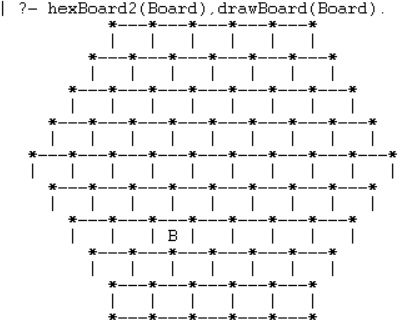 | ?- hexBoard2(Board),drawBoard(Board).
           *---*---*---*---*---*
           |   |   |   |   |   |
         *---*---*---*---*---*---*
         |   |   |   |   |   |   |
       *---*---*---*---*---*---*---*
       |   |   |   |   |   |   |   |
     *---*---*---*---*---*---*---*---*
     |   |   |   |   |   |   |   |   |
   *---*---*---*---*---*---*---*---*---*
   |   |   |   |   |   |   |   |   |   |
     *---*---*---*---*---*---*---*---*
     |   |   |   |   |   |   |   |   |
       *---*---*---*---*---*---*---*
       |   |   | B |   |   |   |   |
         *---*---*---*---*---*---*
         |   |   |   |   |   |   |
           *---*---*---*---*---*
           |   |   |   |   |   |
           *---*---*---*---*---*